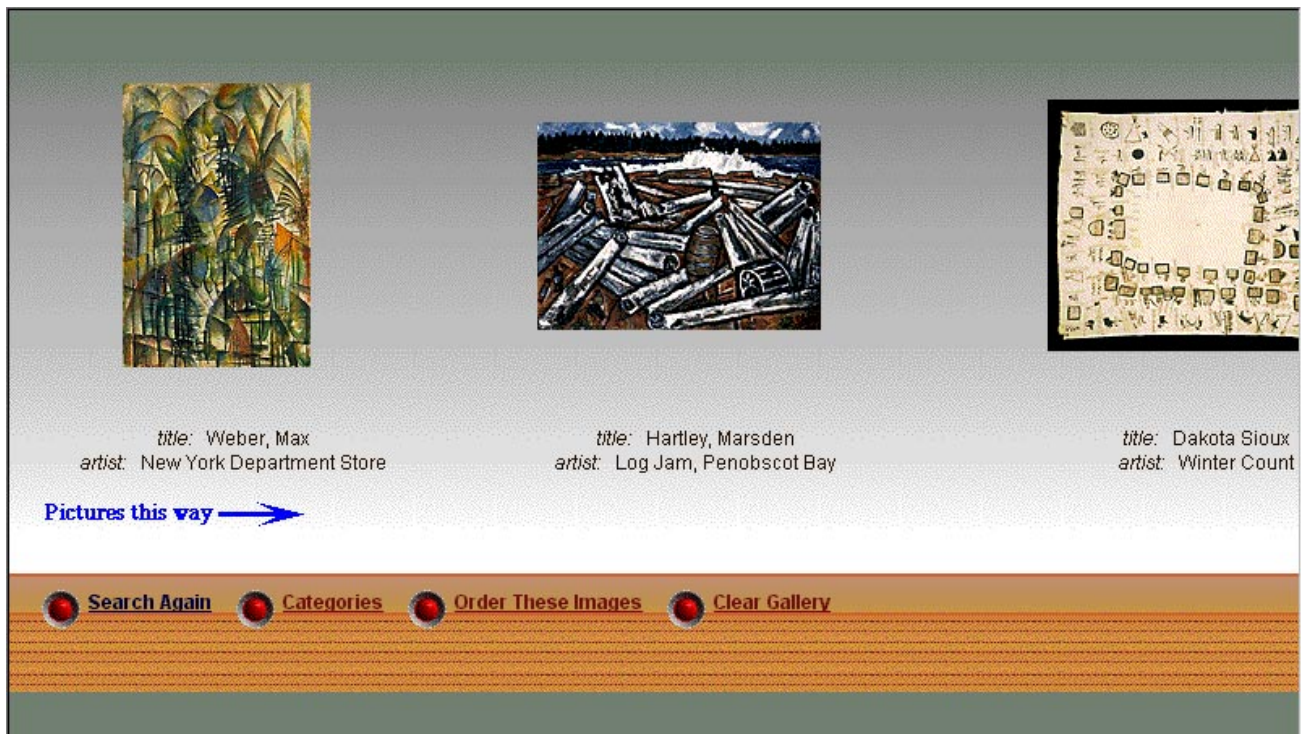 title: Weber, Max
artist: New York Department Store
title: Hartley, Marsden
artist: Log Jam, Penobscot Bay
title: Dakota Sioux
artist: Winter Count
Pictures this way
Search Again Categories Order These Images Clear Gallery